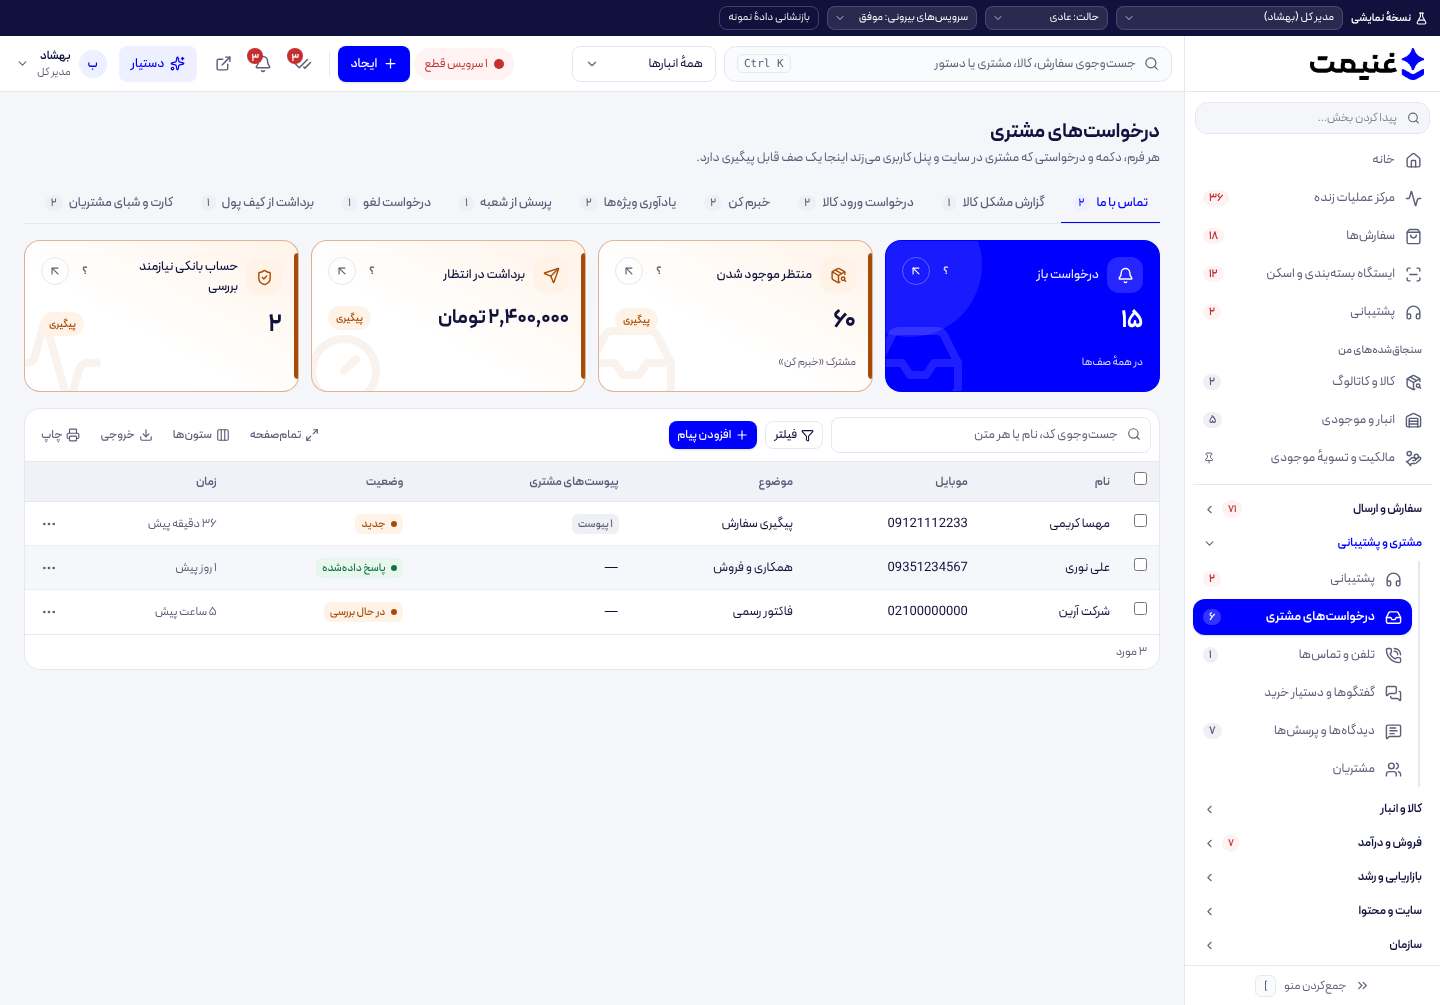 نسخهٔ نمایشی
مدیر کل (بهشاد)
حالت: عادی
سرویس‌های بیرونی: موفق
بازنشانی دادهٔ نمونه
غنیمت
جست‌وجوی سفارش، کالا، مشتری یا دستور
Ctrl K
همهٔ انبارها
۱ سرویس قطع
ایجاد
۳
۳
دستیار
ب
بهشاد
مدیر کل
پیدا کردن بخش...
خانه
مرکز عملیات زنده ۳۶
سفارش‌ها ۱۸
ایستگاه بسته‌بندی و اسکن ۱۲
پشتیبانی ۲
سنجاق‌شده‌های من
کالا و کاتالوگ ۲
انبار و موجودی ۵
مالکیت و تسویهٔ موجودی
سفارش و ارسال ۷۱
مشتری و پشتیبانی
پشتیبانی ۲
درخواست‌های مشتری ۶
تلفن و تماس‌ها ۱
گفتگوها و دستیار خرید
دیدگاه‌ها و پرسش‌ها ۷
مشتریان
کالا و انبار
فروش و درآمد ۷
بازاریابی و رشد
سایت و محتوا
سازمان
جمع‌کردن منو ]
درخواست‌های مشتری
هر فرم، دکمه و درخواستی که مشتری در سایت و پنل کاربری می‌زند اینجا یک صف قابل پیگیری دارد.
تماس با ما ۲
گزارش مشکل کالا ۱
درخواست ورود کالا ۲
خبرم کن ۲
یادآوری ویژه‌ها ۲
پرسش از شعبه ۱
درخواست لغو ۱
برداشت از کیف پول ۱
کارت و شبای مشتریان ۲
درخواست باز ؟
۱۵
در همهٔ صف‌ها
منتظر موجود شدن ؟
۶۰ پیگیری
مشترک «خبرم کن»
برداشت در انتظار ؟
۲,۴۰۰,۰۰۰ تومان پیگیری
حساب بانکی نیازمند
بررسی ؟
۲ پیگیری
جست‌وجوی کد، نام یا هر متن
فیلتر
افزودن پیام
تمام‌صفحه
ستون‌ها
خروجی
چاپ
نام موبایل موضوع پیوست‌های مشتری وضعیت زمان
مهسا کریمی 09121112233 پیگیری سفارش ۱ پیوست جدید ۳۶ دقیقه پیش
علی نوری 09351234567 همکاری و فروش — پاسخ داده‌شده ۱ روز پیش
شرکت آرین 02100000000 فاکتور رسمی — در حال بررسی ۵ ساعت پیش
۳ مورد